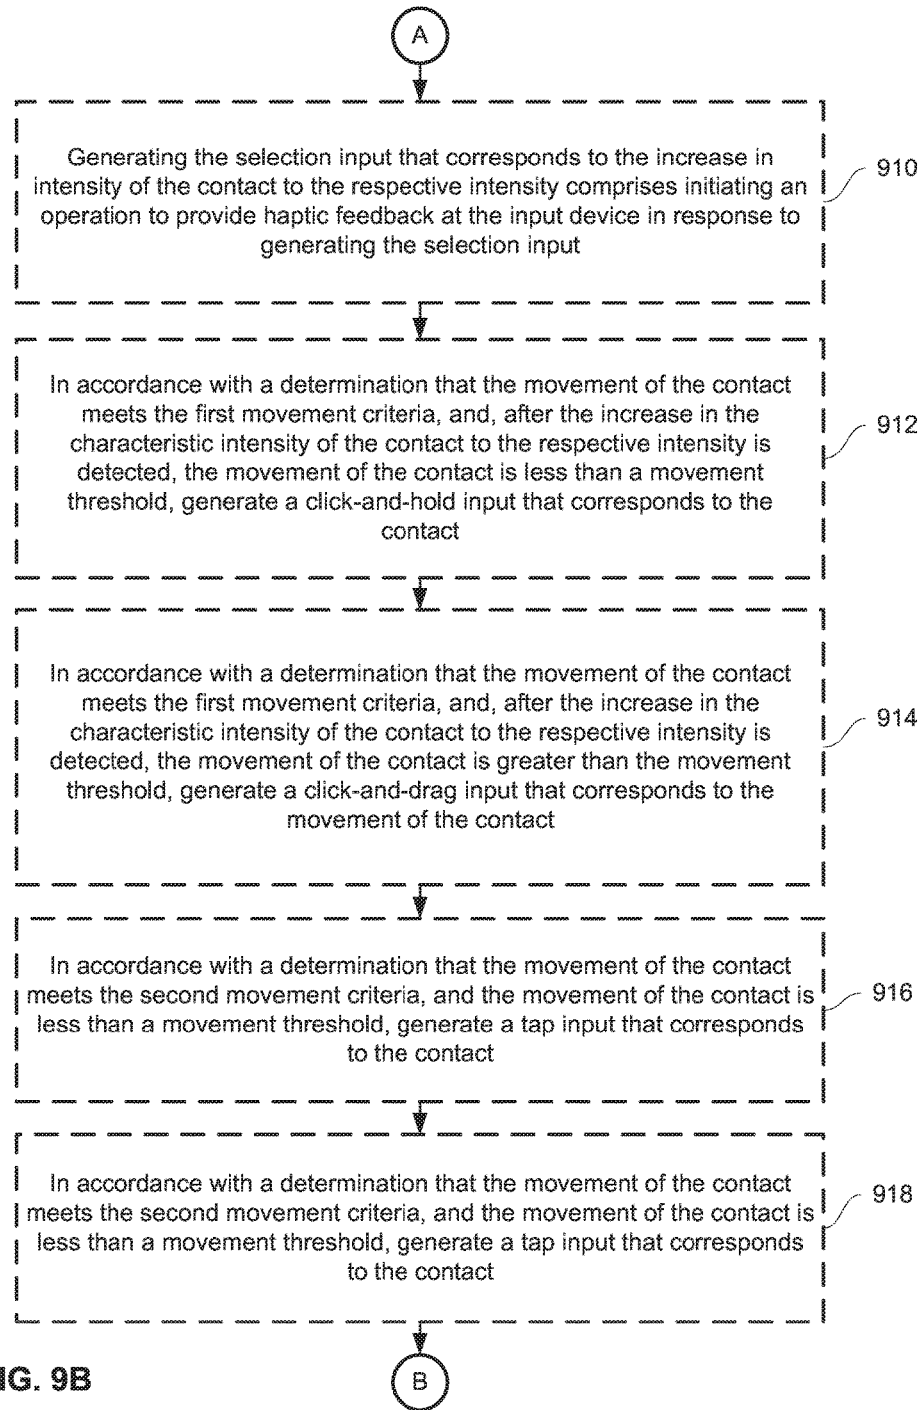 A
Generating the selection input that corresponds to the increase in
intensity of the contact to the respective intensity comprises initiating an
operation to provide haptic feedback at the input device in response to
generating the selection input
910
In accordance with a determination that the movement of the contact
meets the first movement criteria, and, after the increase in the
characteristic intensity of the contact to the respective intensity is
detected, the movement of the contact is less than a movement
threshold, generate a click-and-hold input that corresponds to the
contact
912
In accordance with a determination that the movement of the contact
meets the first movement criteria, and, after the increase in the
characteristic intensity of the contact to the respective intensity is
detected, the movement of the contact is greater than the movement
threshold, generate a click-and-drag input that corresponds to the
movement of the contact
914
In accordance with a determination that the movement of the contact
meets the second movement criteria, and the movement of the contact is
less than a movement threshold, generate a tap input that corresponds
to the contact
916
In accordance with a determination that the movement of the contact
meets the second movement criteria, and the movement of the contact is
less than a movement threshold, generate a tap input that corresponds
to the contact
918
B
IG. 9B